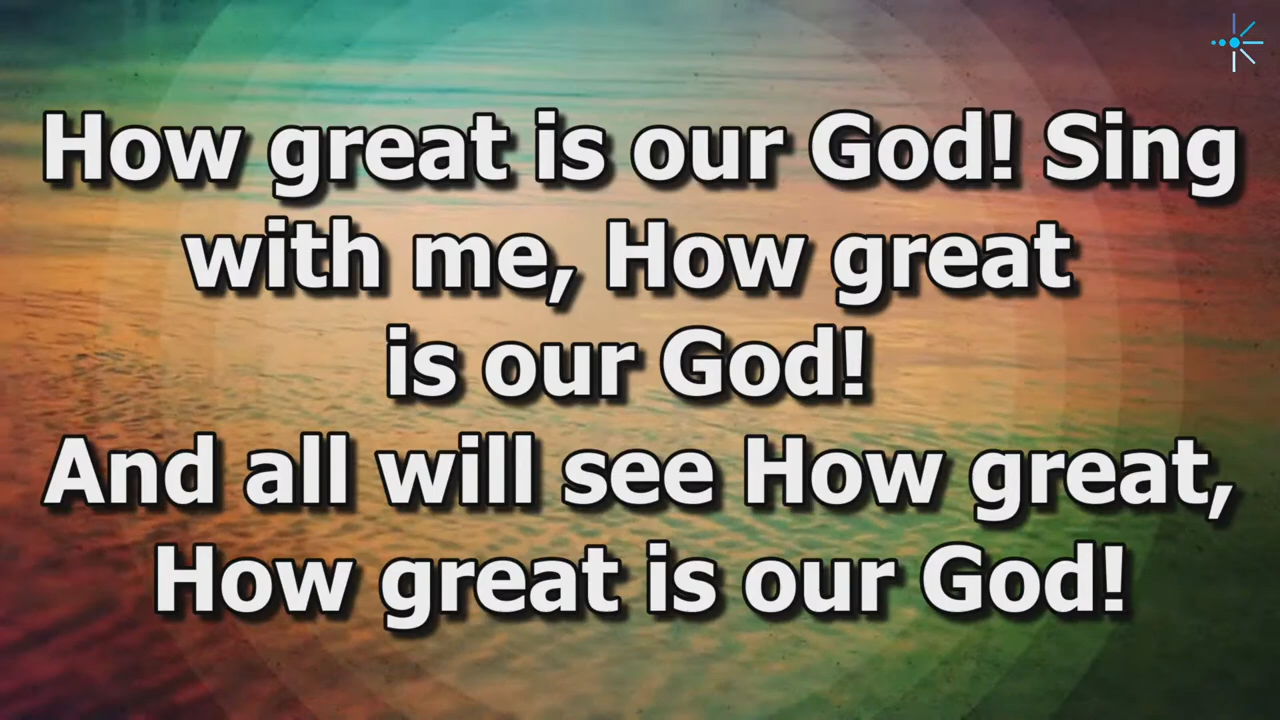 How great is our God! Sing
with me, How great
is our God!
And all will see How great,
How great is our God!